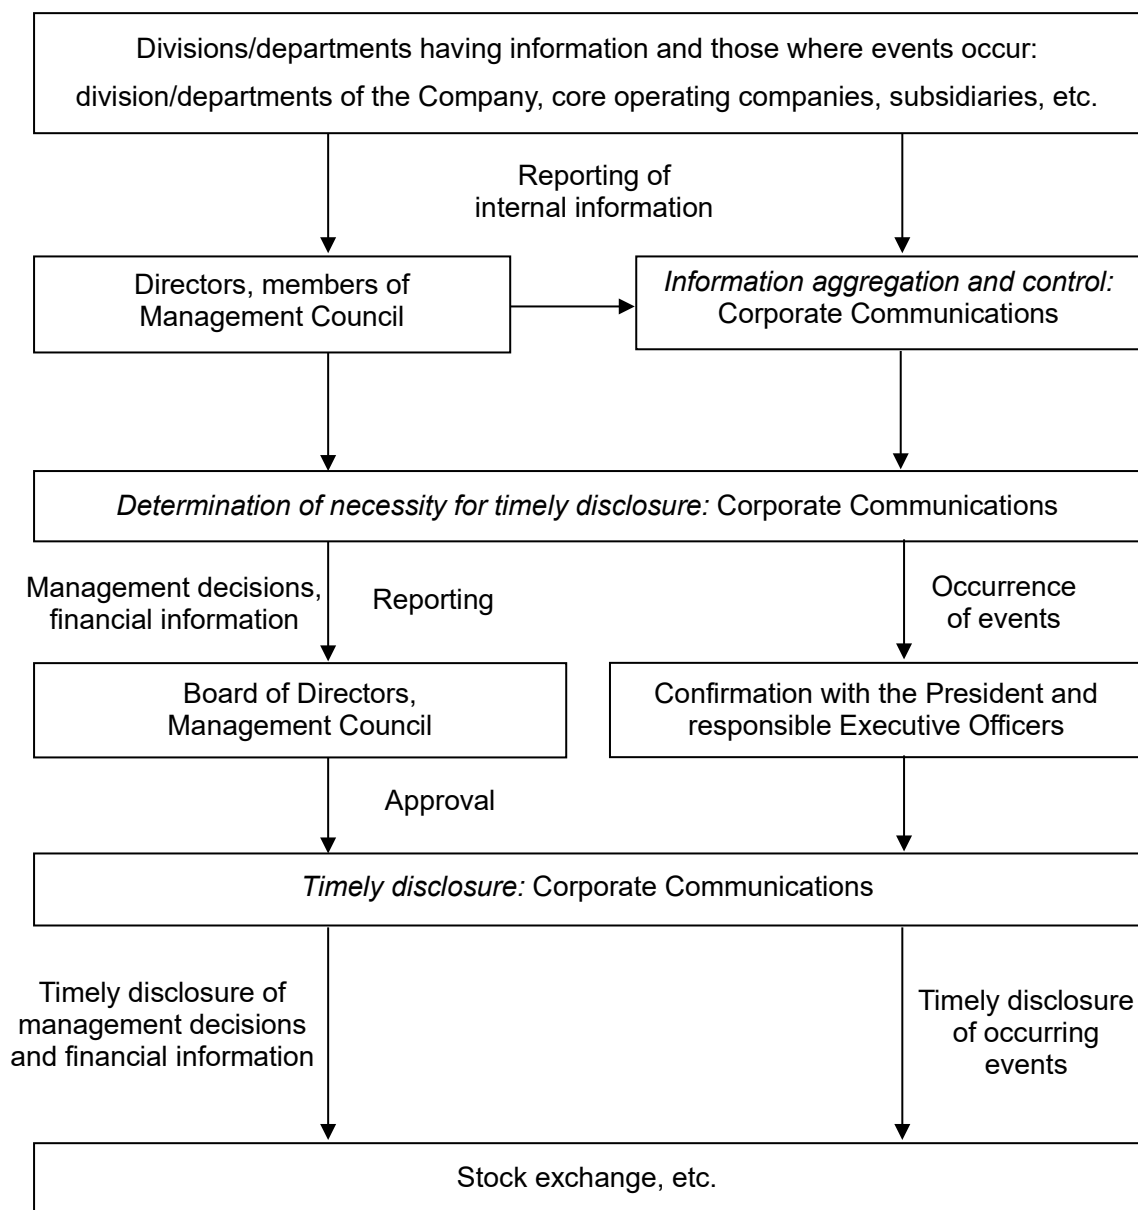 Divisions/departments having information and those where events occur:
division/departments of the Company, core operating companies, subsidiaries, etc.
Reporting of
internal information
Directors, members of
Management Council
Information aggregation and control:
Corporate Communications
Determination of necessity for timely disclosure: Corporate Communications
Management decisions,
financial information
Reporting
Occurrence
of events
Board of Directors,
Management Council
Confirmation with the President and
responsible Executive Officers
Approval
Timely disclosure: Corporate Communications
Timely disclosure of
management decisions
and financial information
Timely disclosure
of occurring
events
Stock exchange, etc.